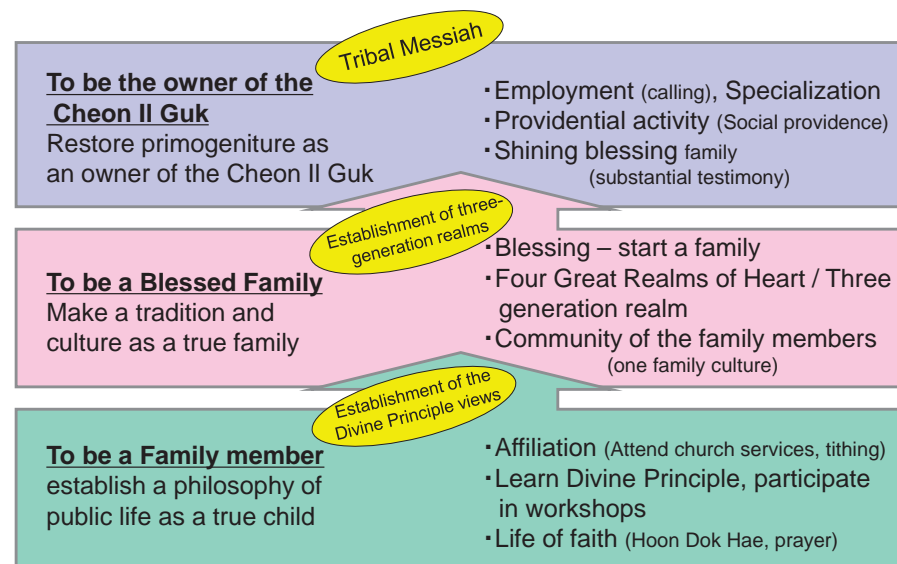 Tribal Messiah
To be the owner of the
Cheon Il Guk
Restore primogeniture as
an owner of the Cheon Il Guk
・Employment (calling), Specialization
・Providential activity (Social providence)
・Shining blessing family
(substantial testimony)
Establishment of three-
generation realms
To be a Blessed Family
Make a tradition and
culture as a true family
・Blessing – start a family
・Four Great Realms of Heart / Three
generation realm
・Community of the family members
(one family culture)
Establishment of the
Divine Principle views
To be a Family member
establish a philosophy of
public life as a true child
・Affiliation (Attend church services, tithing)
・Learn Divine Principle, participate
in workshops
・Life of faith (Hoon Dok Hae, prayer)